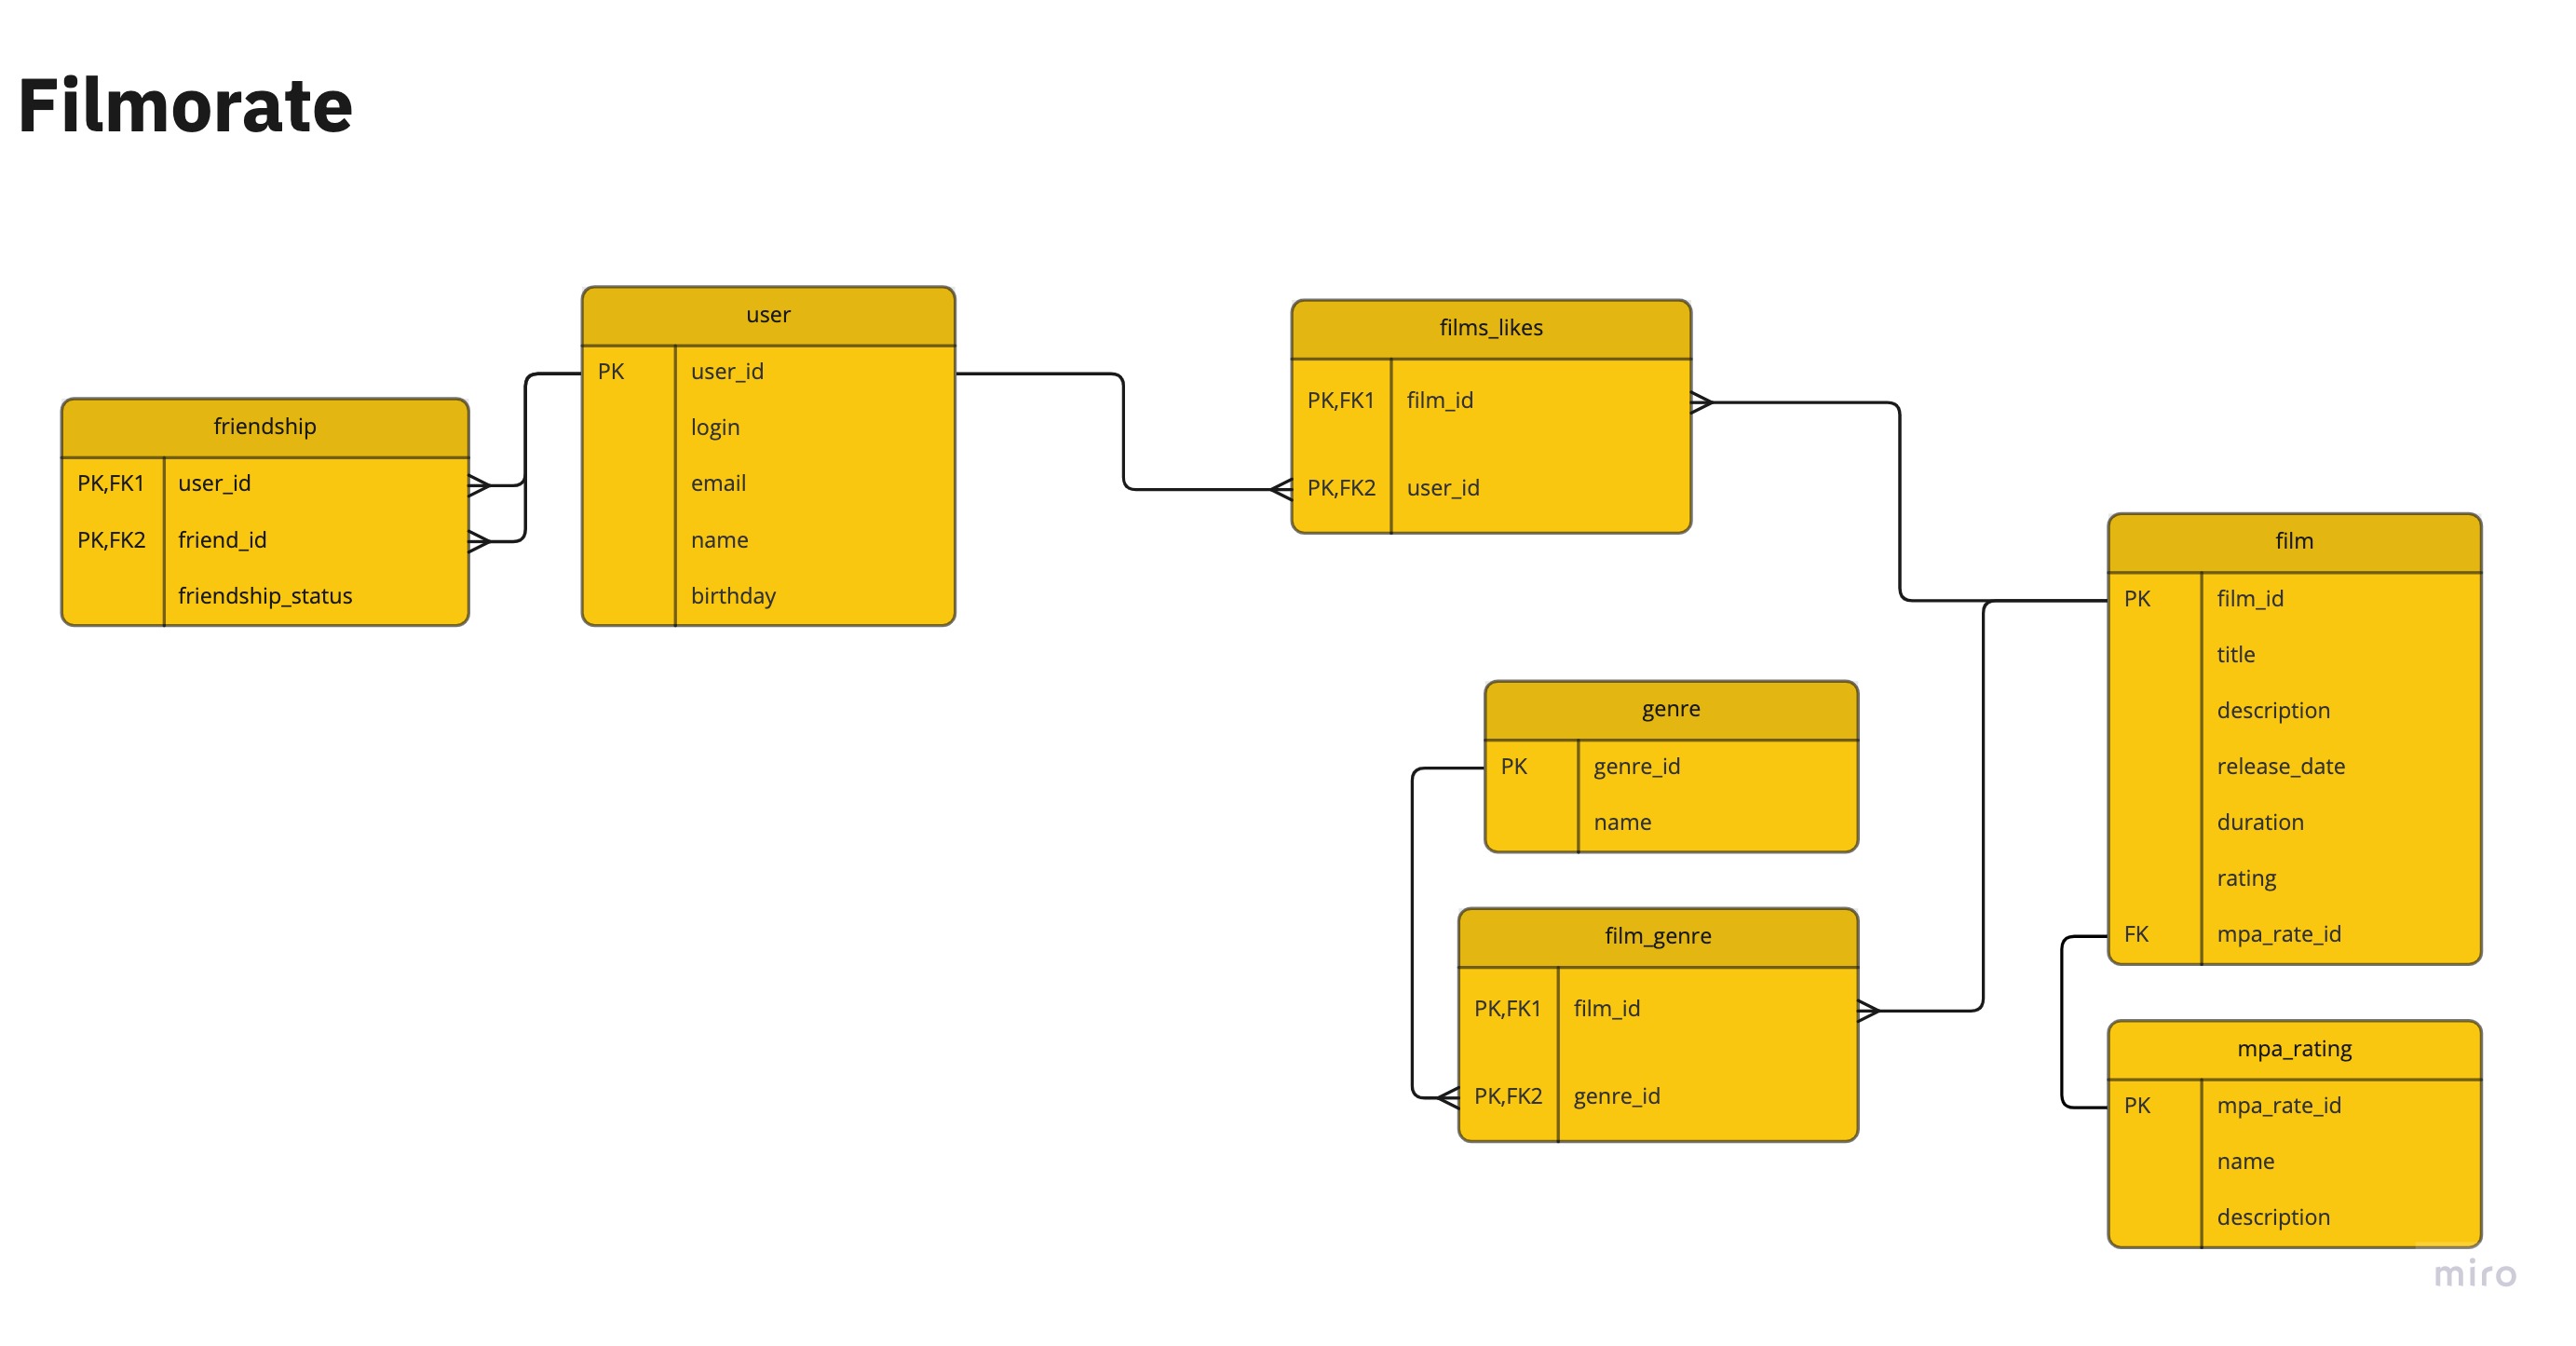 Filmorate
friendship
PK,FK1 user_id
PK,FK2 friend_id
friendship_status
user
PK user_id
login
email
name
birthday
films_likes
PK,FK1 film_id
PK,FK2 user_id
genre
PK genre_id
name
film_genre
PK,FK1 film_id
PK,FK2 genre_id
film
PK film_id
title
description
release_date
duration
rating
FK mpa_rate_id
mpa_rating
PK mpa_rate_id
name
description
miro